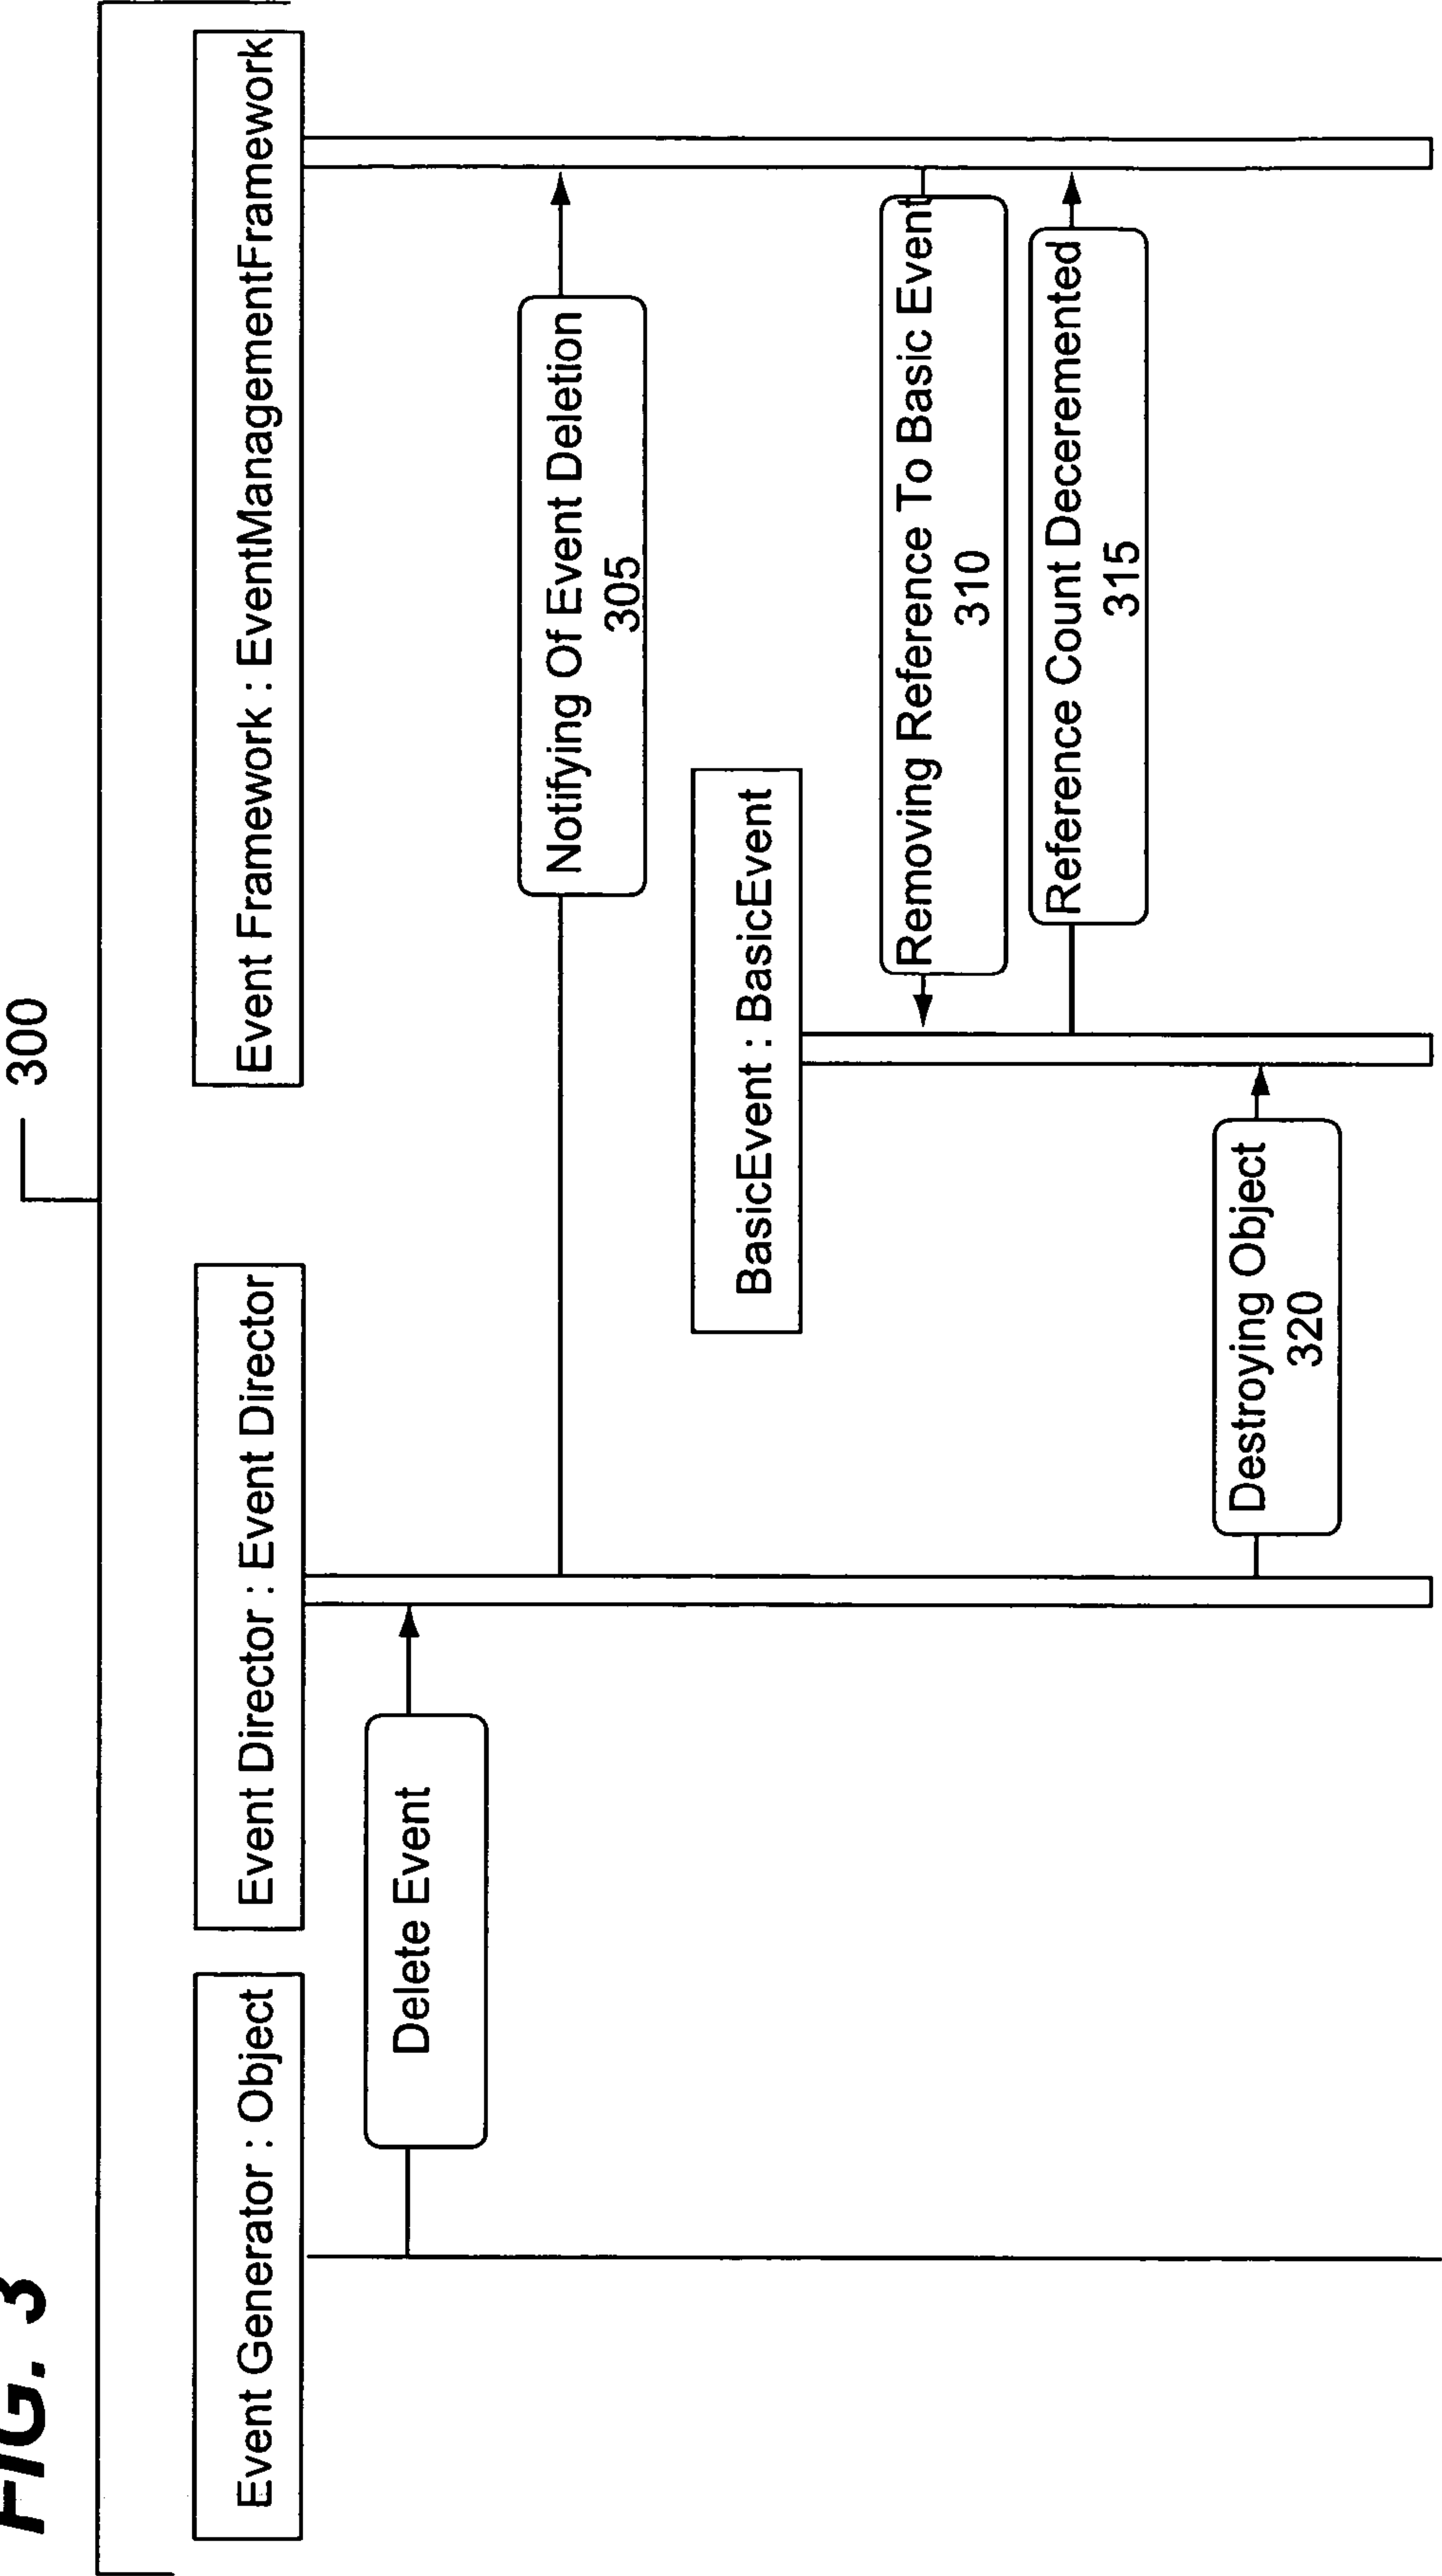 FIG. 3
300
Event Generator : Object
Event Director : Event Director
Event Framework : EventManagementFramework
Delete Event
Notifying Of Event Deletion
305
BasicEvent : BasicEvent
Removing Reference To Basic Event
310
Reference Count Deceremented
315
Destroying Object
320